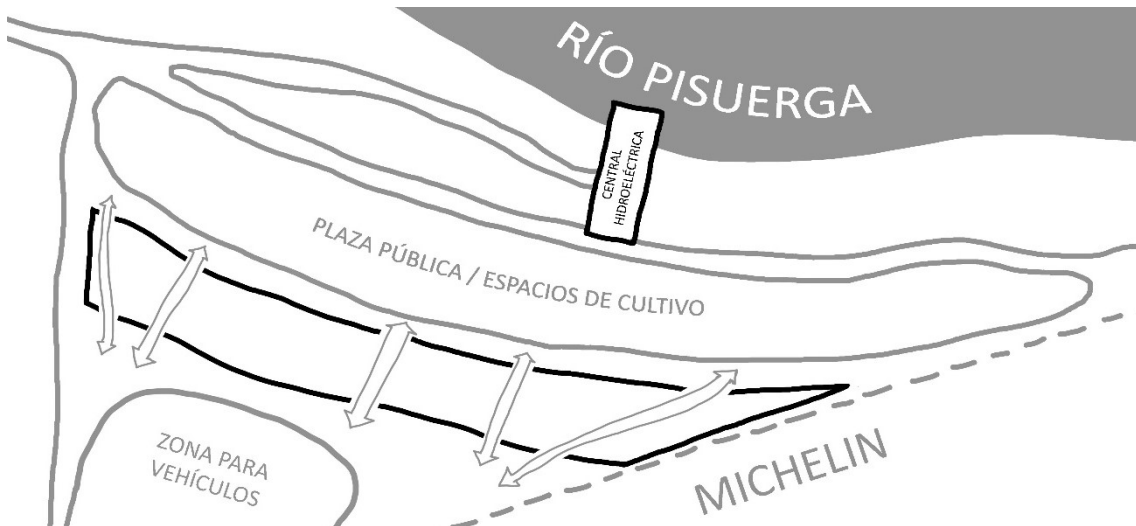 RÍO PISUERGA
CENTRAL
HIDROELÉCTRICA
PLAZA PÚBLICA / ESPACIOS DE CULTIVO
ZONA PARA
VEHÍCULOS
MICHELIN